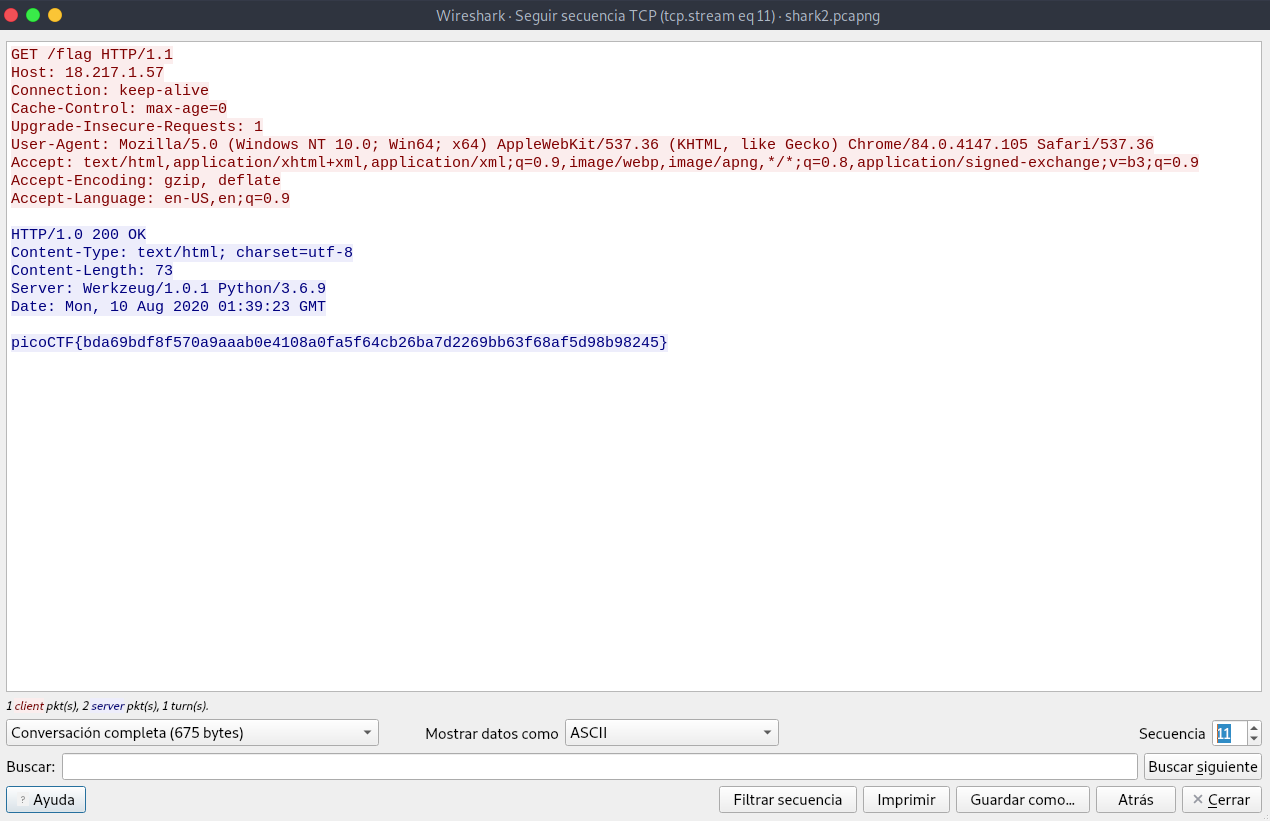 Wireshark · Seguir secuencia TCP (tcp.stream eq 11) · shark2.pcapng
GET /flag HTTP/1.1
Host: 18.217.1.57
Connection: keep-alive
Cache-Control: max-age=0
Upgrade-Insecure-Requests: 1
User-Agent: Mozilla/5.0 (Windows NT 10.0; Win64; x64) AppleWebKit/537.36 (KHTML, like Gecko) Chrome/84.0.4147.105 Safari/537.36
Accept: text/html,application/xhtml+xml,application/xml;q=0.9,image/webp,image/apng,*/*;q=0.8,application/signed-exchange;v=b3;q=0.9
Accept-Encoding: gzip, deflate
Accept-Language: en-US,en;q=0.9
HTTP/1.0 200 OK
Content-Type: text/html; charset=utf-8
Content-Length: 73
Server: Werkzeug/1.0.1 Python/3.6.9
Date: Mon, 10 Aug 2020 01:39:23 GMT
picoCTF{bda69bdf8f570a9aaab0e4108a0fa5f64cb26ba7d2269bb63f68af5d98b98245}
1 client pkt(s), 2 server pkt(s), 1 turn(s).
Conversación completa (675 bytes) Mostrar datos como ASCII Secuencia 11
Buscar: Buscar siguiente
? Ayuda Filtrar secuencia Imprimir Guardar como... Atrás Cerrar